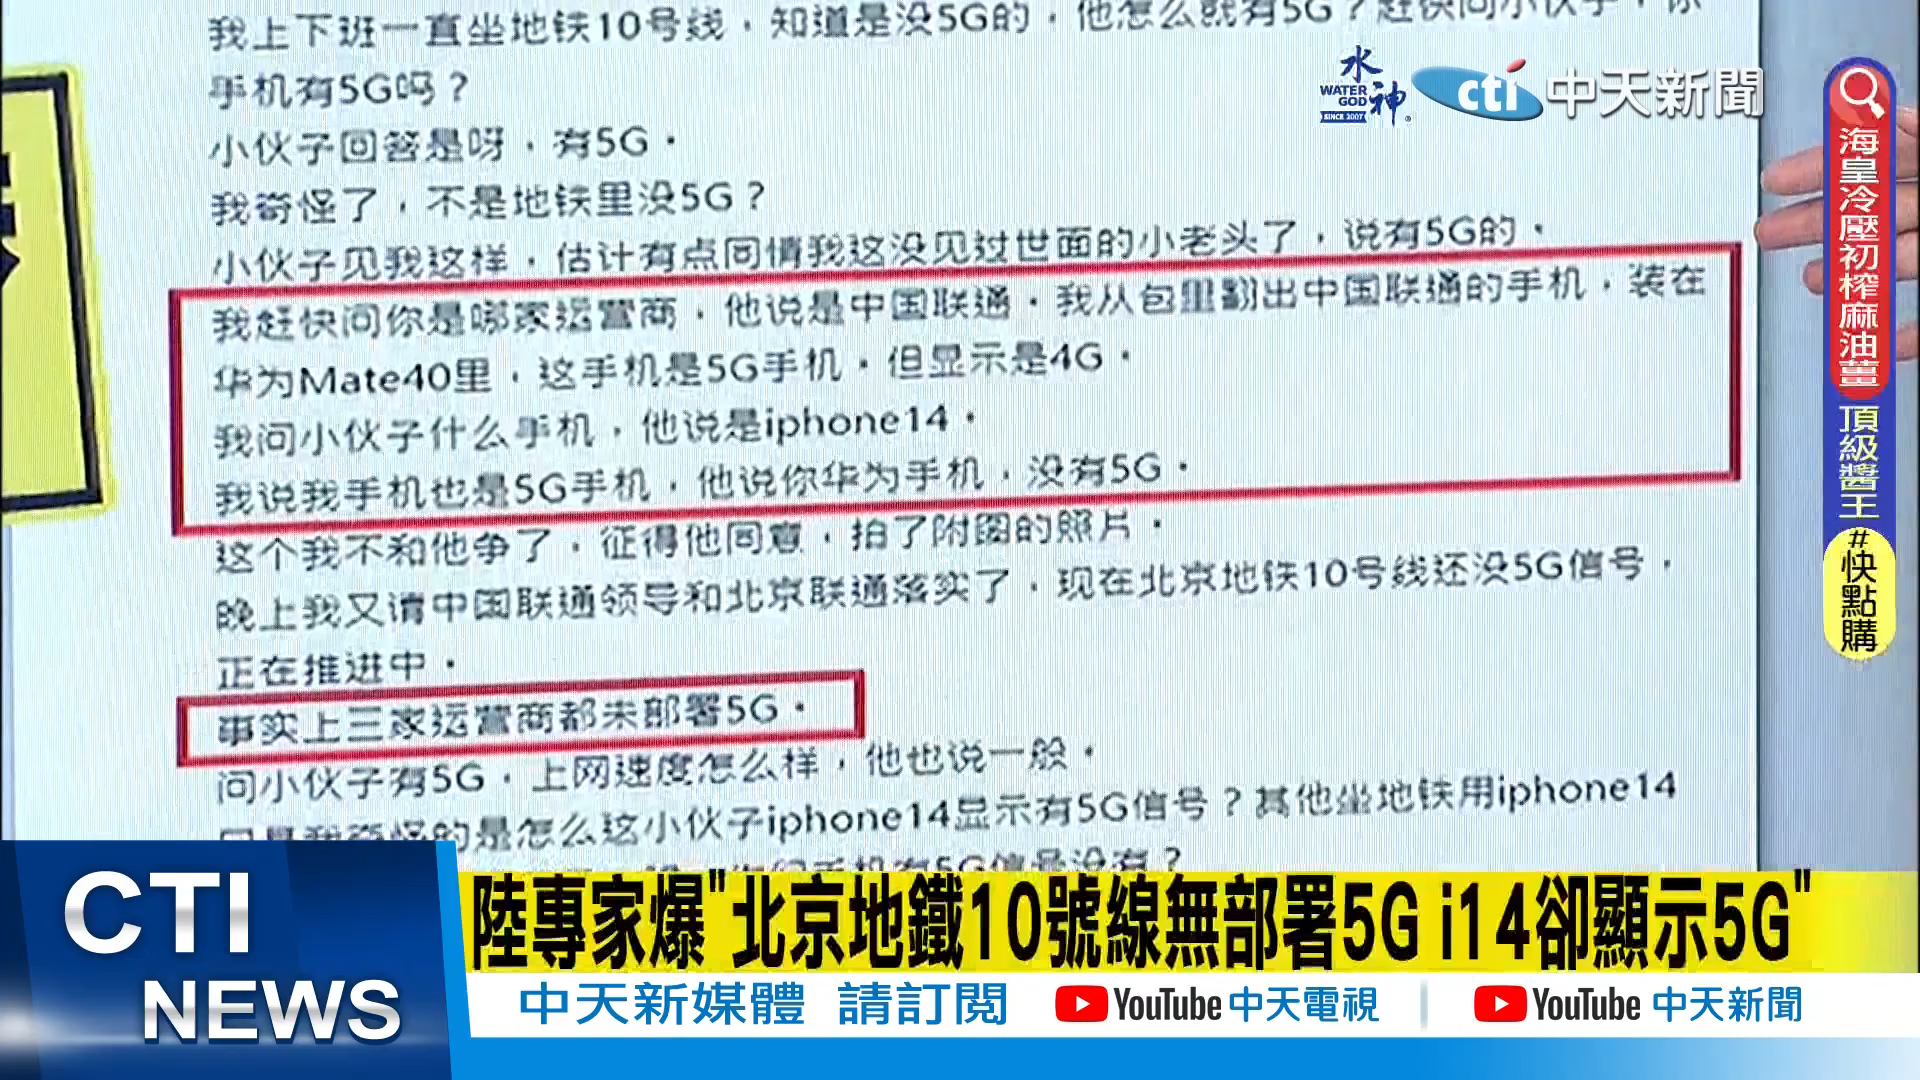 我上下班一直坐地铁10号线，知道是没5G的，他怎么就有5G？赶快问小伙子，你
手机有5G吗？
小伙子回答是呀，有5G。
我奇怪了，不是地铁里没5G？
小伙子见我这样，估计有点同情我这没见过世面的小老头了，说有5G的。
我赶快问你是哪家运营商，他说是中国联通。我从包里翻出中国联通的手机，装在
华为Mate40里，这手机是5G手机，但显示是4G。
我问小伙子什么手机，他说是iphone14。
我说我手机也是5G手机，他说你华为手机，没有5G。
这个我不和他争了，征得他同意，拍了附图的照片。
晚上我又请中国联通领导和北京联通落实了，现在北京地铁10号线还没5G信号，
正在推进中。
事实上三家运营商都未部署5G。
问小伙子有5G，上网速度怎么样，他也说一般。
我奇怪的是怎么这小伙子iphone14显示有5G信号？其他坐地铁用iphone14
手机有5G信号没有？
水神
WATER GOD
SINCE 2007
cti 中天新聞
海皇冷壓初榨麻油薑
頂級醬王
#快點購
CTI NEWS
陸專家爆"北京地鐵10號線無部署5G i14卻顯示5G"
中天新媒體 請訂閱 YouTube 中天電視 YouTube 中天新聞